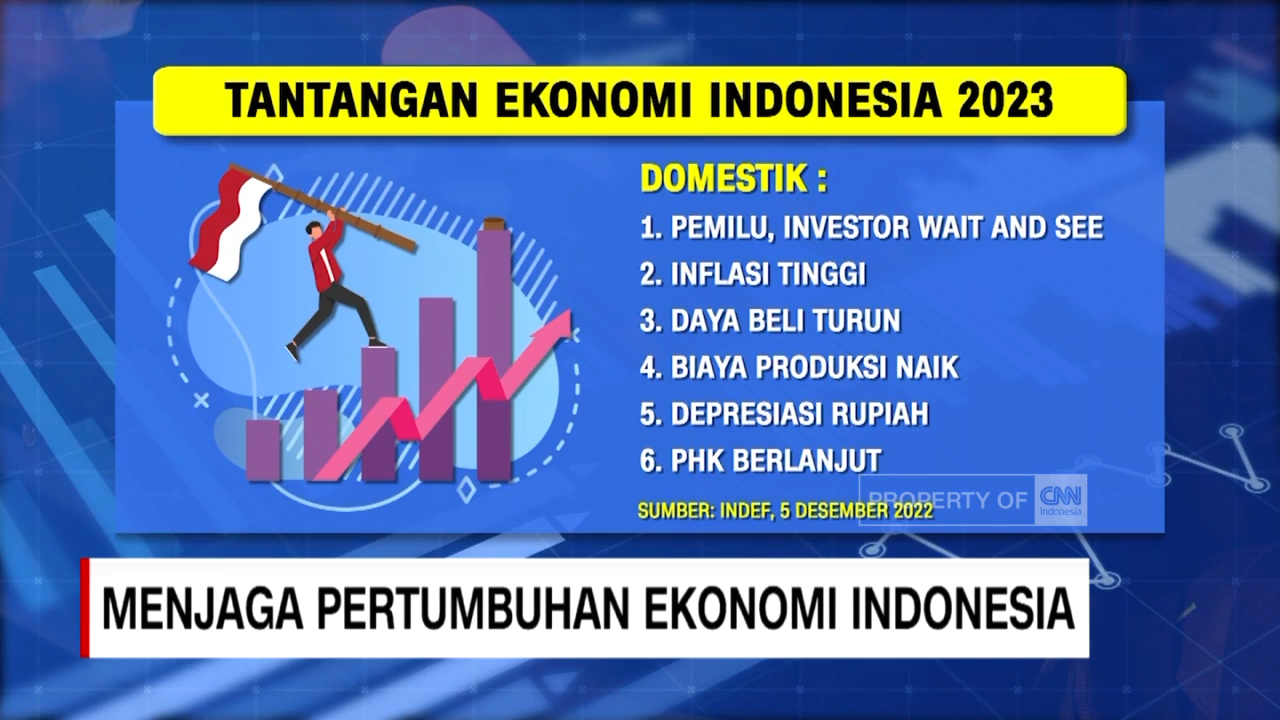 TANTANGAN EKONOMI INDONESIA 2023
DOMESTIK :
1. PEMILU, INVESTOR WAIT AND SEE
2. INFLASI TINGGI
3. DAYA BELI TURUN
4. BIAYA PRODUKSI NAIK
5. DEPRESIASI RUPIAH
6. PHK BERLANJUT
PROPERTY OF CNN Indonesia
SUMBER: INDEF, 5 DESEMBER 2022
MENJAGA PERTUMBUHAN EKONOMI INDONESIA